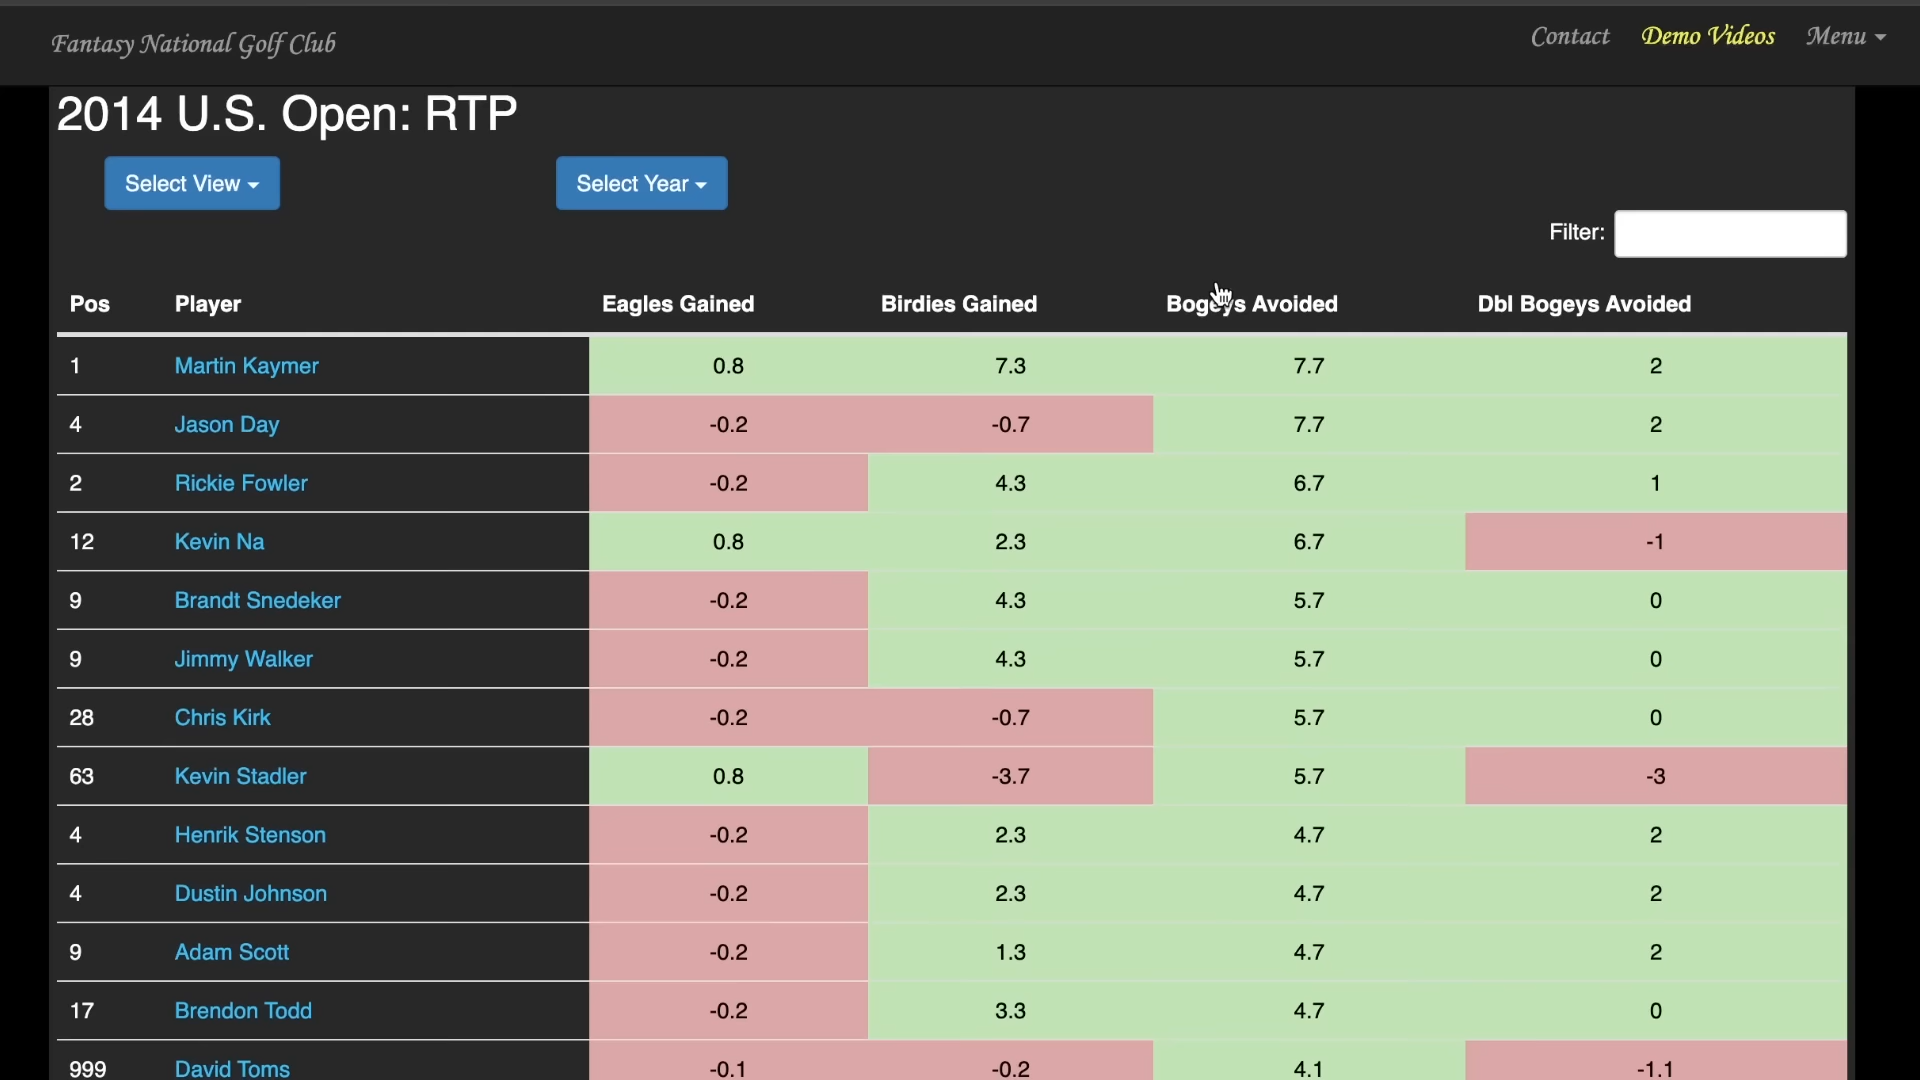 Fantasy National Golf Club
Contact Demo Videos Menu
2014 U.S. Open: RTP
Select View Select Year
Filter:
Pos Player Eagles Gained Birdies Gained Bogeys Avoided Dbl Bogeys Avoided
1 Martin Kaymer 0.8 7.3 7.7 2
4 Jason Day -0.2 -0.7 7.7 2
2 Rickie Fowler -0.2 4.3 6.7 1
12 Kevin Na 0.8 2.3 6.7 -1
9 Brandt Snedeker -0.2 4.3 5.7 0
9 Jimmy Walker -0.2 4.3 5.7 0
28 Chris Kirk -0.2 -0.7 5.7 0
63 Kevin Stadler 0.8 -3.7 5.7 -3
4 Henrik Stenson -0.2 2.3 4.7 2
4 Dustin Johnson -0.2 2.3 4.7 2
9 Adam Scott -0.2 1.3 4.7 2
17 Brendon Todd -0.2 3.3 4.7 0
999 David Toms -0.1 -0.2 4.1 -1.1